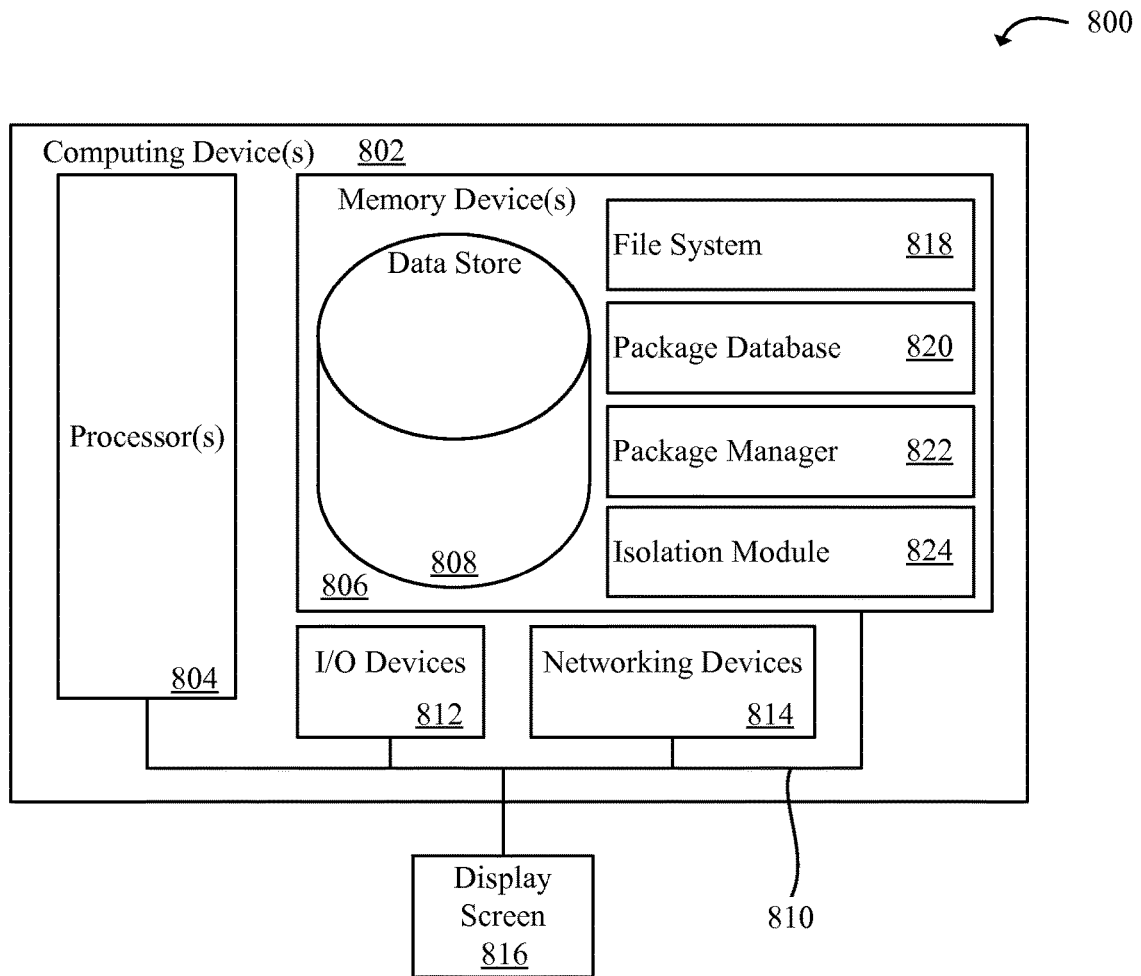 800
Computing Device(s) 802
Processor(s)
804
Memory Device(s)
Data Store
808
806
File System 818
Package Database 820
Package Manager 822
Isolation Module 824
I/O Devices
812
Networking Devices
814
Display
Screen
816
810